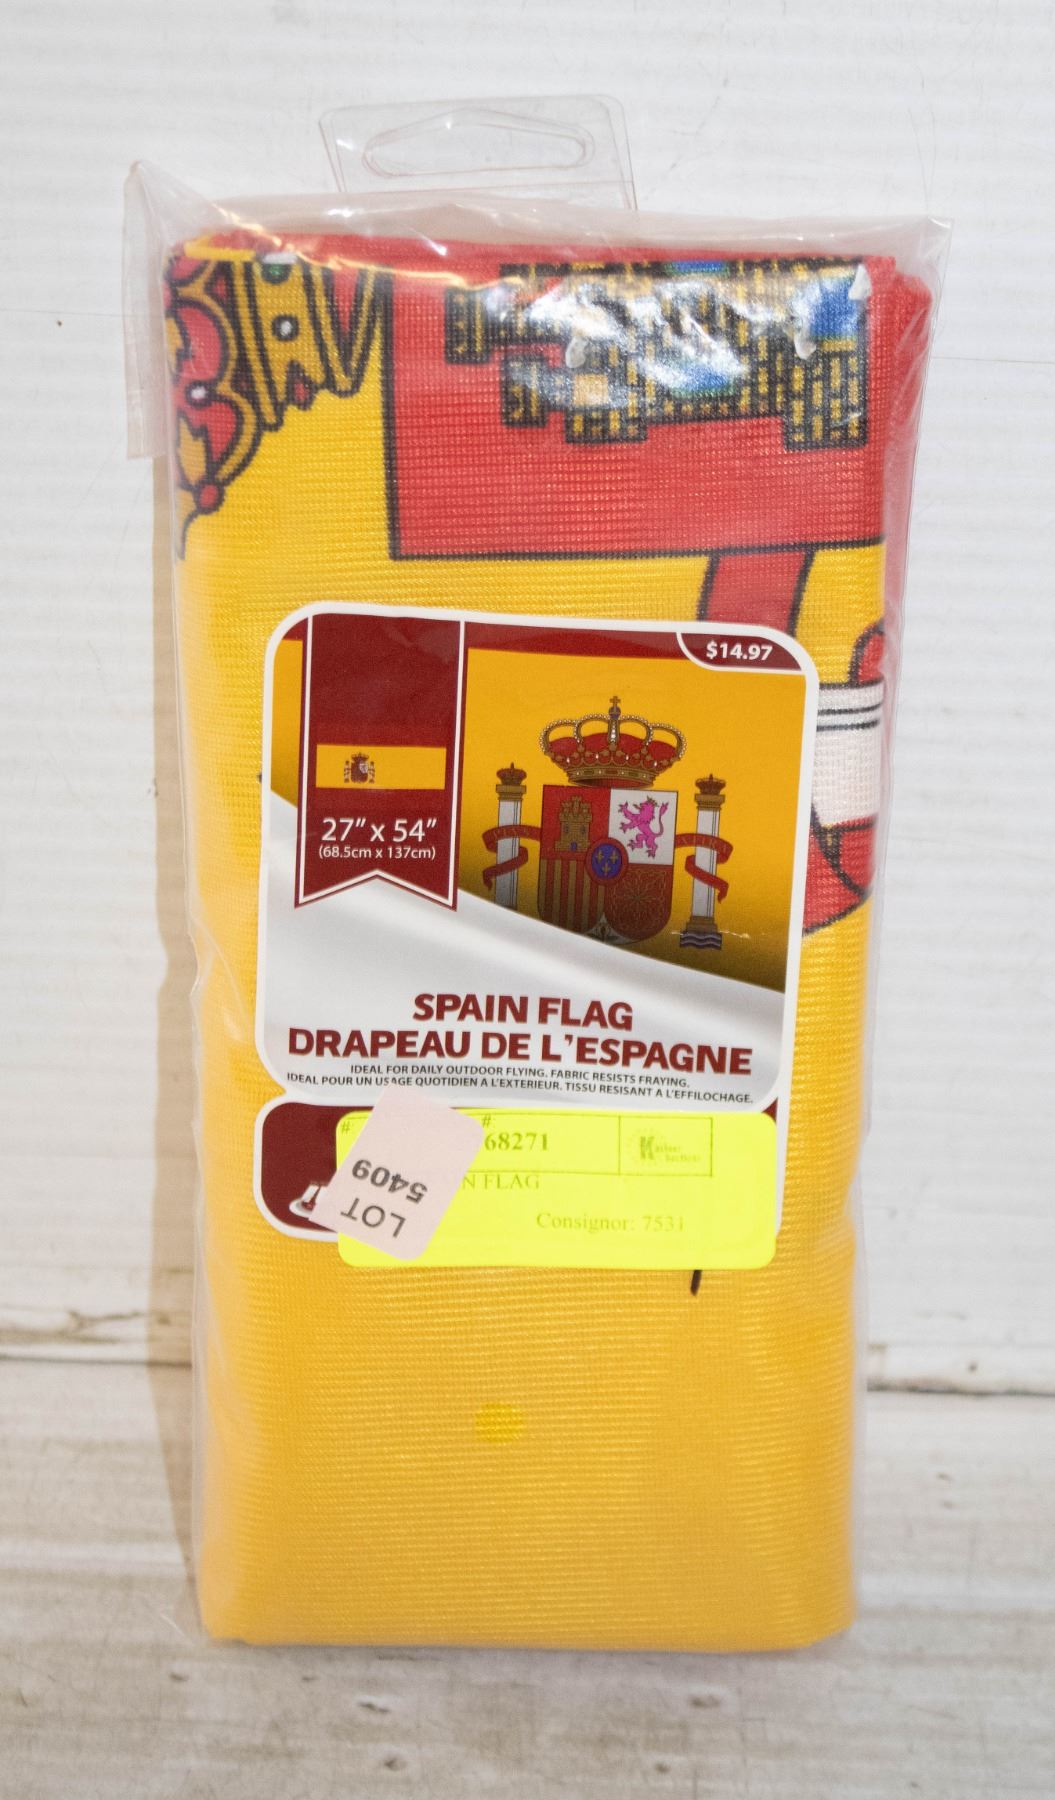 $14.97
27" x 54"
(68.5cm x 137cm)
SPAIN FLAG
DRAPEAU DE L'ESPAGNE
IDEAL FOR DAILY OUTDOOR FLYING. FABRIC RESISTS FRAYING.
IDEAL POUR UN USAGE QUOTIDIEN A L'EXTERIEUR. TISSU RESISANT A L'EFFILOCHAGE.
#: #:
68271
N FLAG
Consignor: 7531
LOT
5409